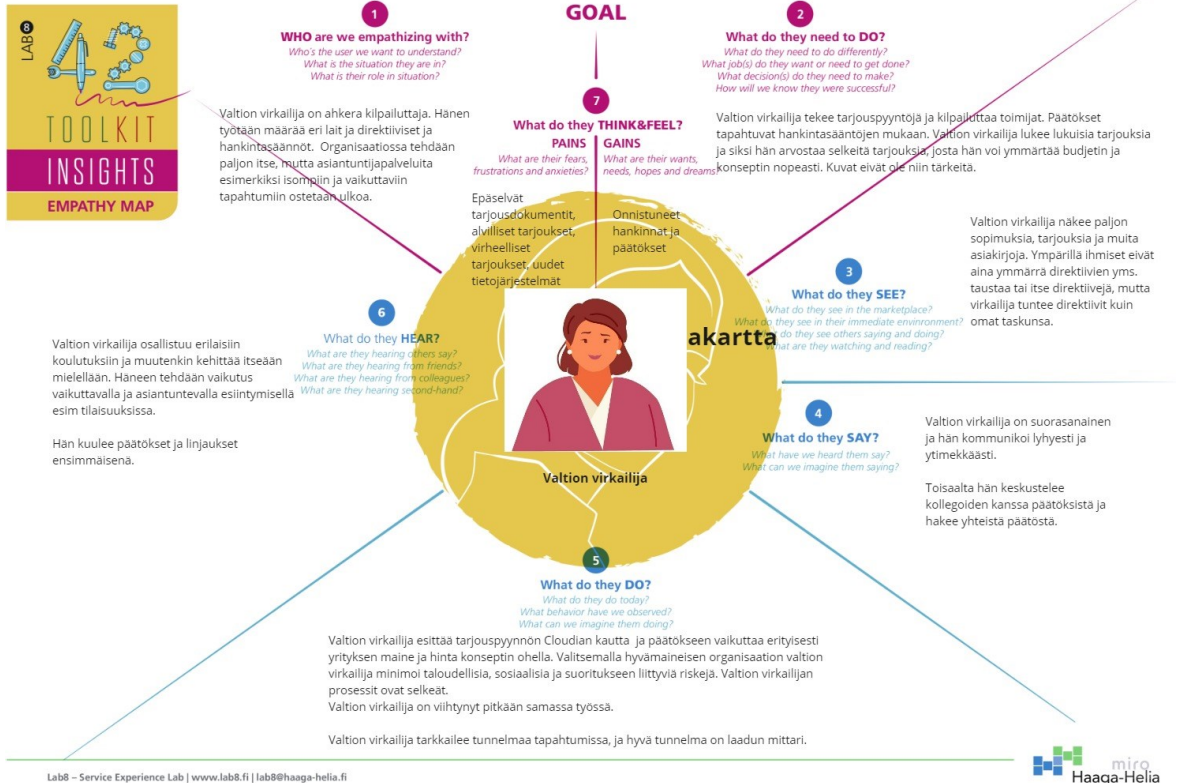 LAB 8
42
TOOLKIT
INSIGHTS
EMPATHY MAP
GOAL
1
WHO are we empathizing with?
Who's the user we want to understand?
What is the situation they are in?
What is their role in situation?
Valtion virkailija on ahkera kilpailuttaja. Hänen
työtään määrää eri lait ja direktiiviset ja
hankintasäännöt. Organisaatiossa tehdään
paljon itse, mutta asiantuntijapalveluita
esimerkiksi isompiin ja vaikuttaviin
tapahtumiin ostetaan ulkoa.
2
What do they need to DO?
What do they need to do differently?
What job(s) do they want or need to get done?
What decision(s) do they need to make?
How will we know they were successful?
Valtion virkailija tekee tarjouspyyntöjä ja kilpailuttaa toimijat. Päätökset
tapahtuvat hankintasääntöjen mukaan. Valtion virkailija lukee lukuisia tarjouksia
ja siksi hän arvostaa selkeitä tarjouksia, josta hän voi ymmärtää budjetin ja
konseptin nopeasti. Kuvat eivät ole niin tärkeitä.
7
What do they THINK&FEEL?
PAINS
What are their fears,
frustrations and anxieties?
GAINS
What are their wants,
needs, hopes and dreams?
Epäselvät
tarjousdokumentit,
alvilliset tarjoukset,
virheelliset
tarjoukset, uudet
tietojärjestelmät
Onnistuneet
hankinnat ja
päätökset
3
What do they SEE?
What do they see in the marketplace?
What do they see in their immediate envinronment?
What do they see others saying and doing?
What are they watching and reading?
Valtion virkailija näkee paljon
sopimuksia, tarjouksia ja muita
asiakirjoja. Ympärillä ihmiset eivät
aina ymmärrä direktiivien yms.
taustaa tai itse direktiivejä, mutta
virkailija tuntee direktiivit kuin
omat taskunsa.
akartta
6
What do they HEAR?
What are they hearing others say?
What are they hearing from friends?
What are they hearing from colleagues?
What are they hearing second-hand?
Valtion virkailija osallistuu erilaisiin
koulutuksiin ja muutenkin kehittää itseään
mielellään. Häneen tehdään vaikutus
vaikuttavalla ja asiantuntevalla esiintymisellä
esim tilaisuuksissa.
Hän kuulee päätökset ja linjaukset
ensimmäisenä.
4
What do they SAY?
What have we heard them say?
What can we imagine them saying?
Valtion virkailija on suorasanainen
ja hän kommunikoi lyhyesti ja
ytimekkäästi.
Toisaalta hän keskustelee
kollegoiden kanssa päätöksistä ja
hakee yhteistä päätöstä.
Valtion virkailija
5
What do they DO?
What do they do today?
What behavior have we observed?
What can we imagine them doing?
Valtion virkailija esittää tarjouspyynnön Cloudian kautta ja päätökseen vaikuttaa erityisesti
yrityksen maine ja hinta konseptin ohella. Valitsemalla hyvämaineisen organisaation valtion
virkailija minimoi taloudellisia, sosiaalisia ja suoritukseen liittyviä riskejä. Valtion virkailijan
prosessit ovat selkeät.
Valtion virkailija on viihtynyt pitkään samassa työssä.
Valtion virkailija tarkkailee tunnelmaa tapahtumissa, ja hyvä tunnelma on laadun mittari.
Lab8 – Service Experience Lab | www.lab8.fi | lab8@haaga-helia.fi
miro
Haaga-Helia